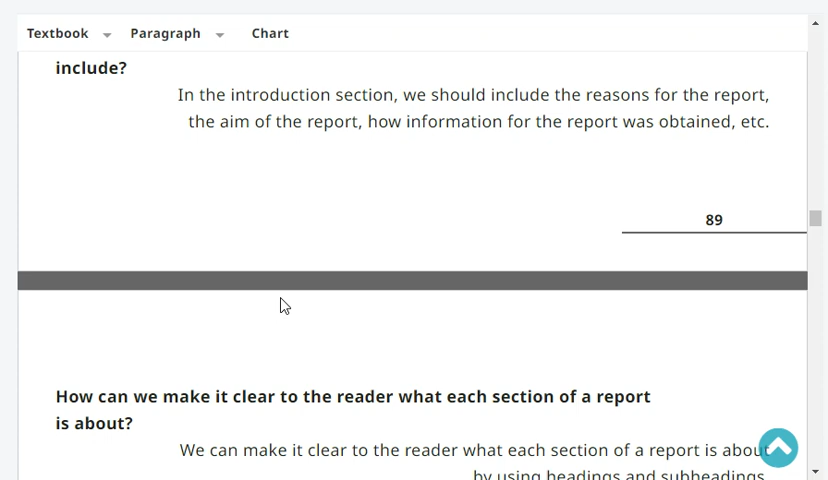 Textbook Paragraph Chart
include?
In the introduction section, we should include the reasons for the report,
the aim of the report, how information for the report was obtained, etc.
89
How can we make it clear to the reader what each section of a report
is about?
We can make it clear to the reader what each section of a report is about
by using headings and subheadings.